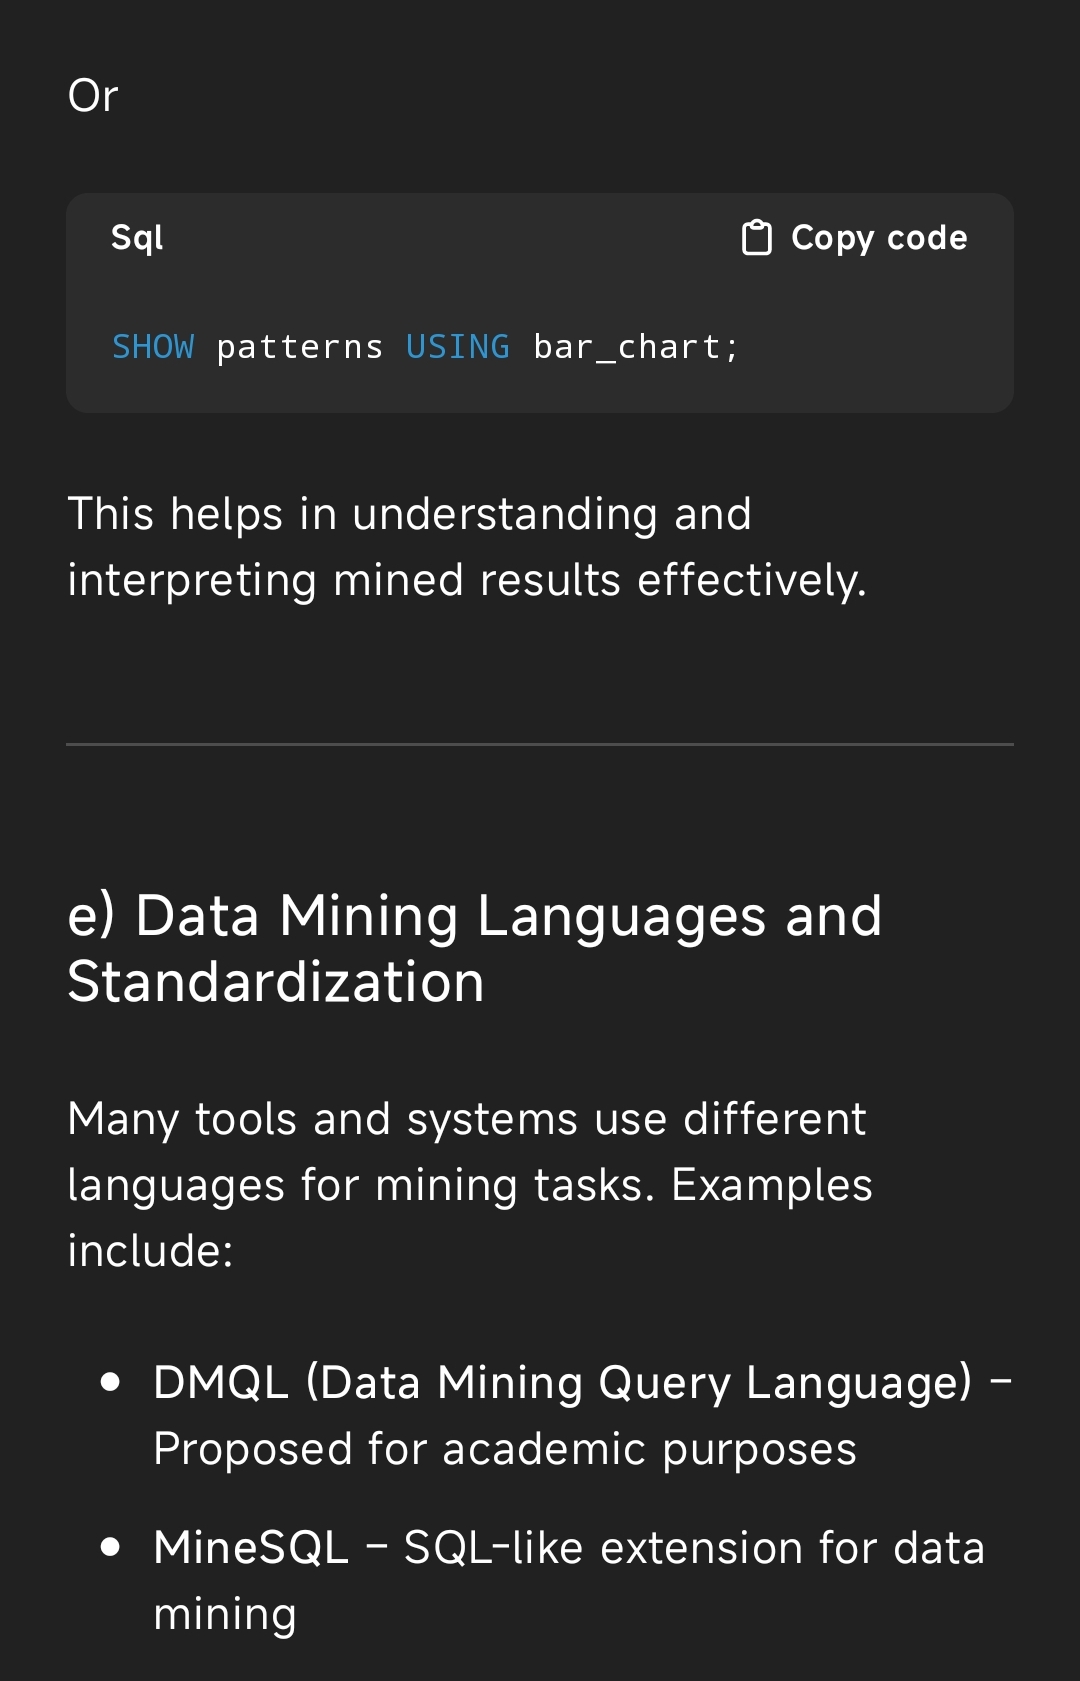 Or
Sql
Copy code
SHOW patterns USING bar_chart;
This helps in understanding and
interpreting mined results effectively.
e) Data Mining Languages and
Standardization
Many tools and systems use different
languages for mining tasks. Examples
include:
• DMQL (Data Mining Query Language) –
Proposed for academic purposes
• MineSQL – SQL-like extension for data
mining